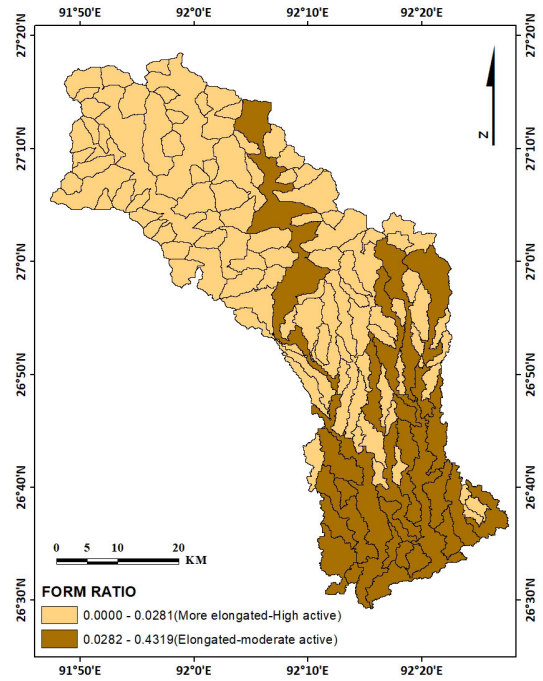 91°50'E 92°0'E 92°10'E 92°20'E
27°20'N 27°20'N
27°10'N 27°10'N
27°0'N 27°0'N
26°50'N 26°50'N
26°40'N 26°40'N
26°30'N 26°30'N
N
0 5 10 20
KM
FORM RATIO
0.0000 - 0.0281(More elongated-High active)
0.0282 - 0.4319(Elongated-moderate active)
91°50'E 92°0'E 92°10'E 92°20'E